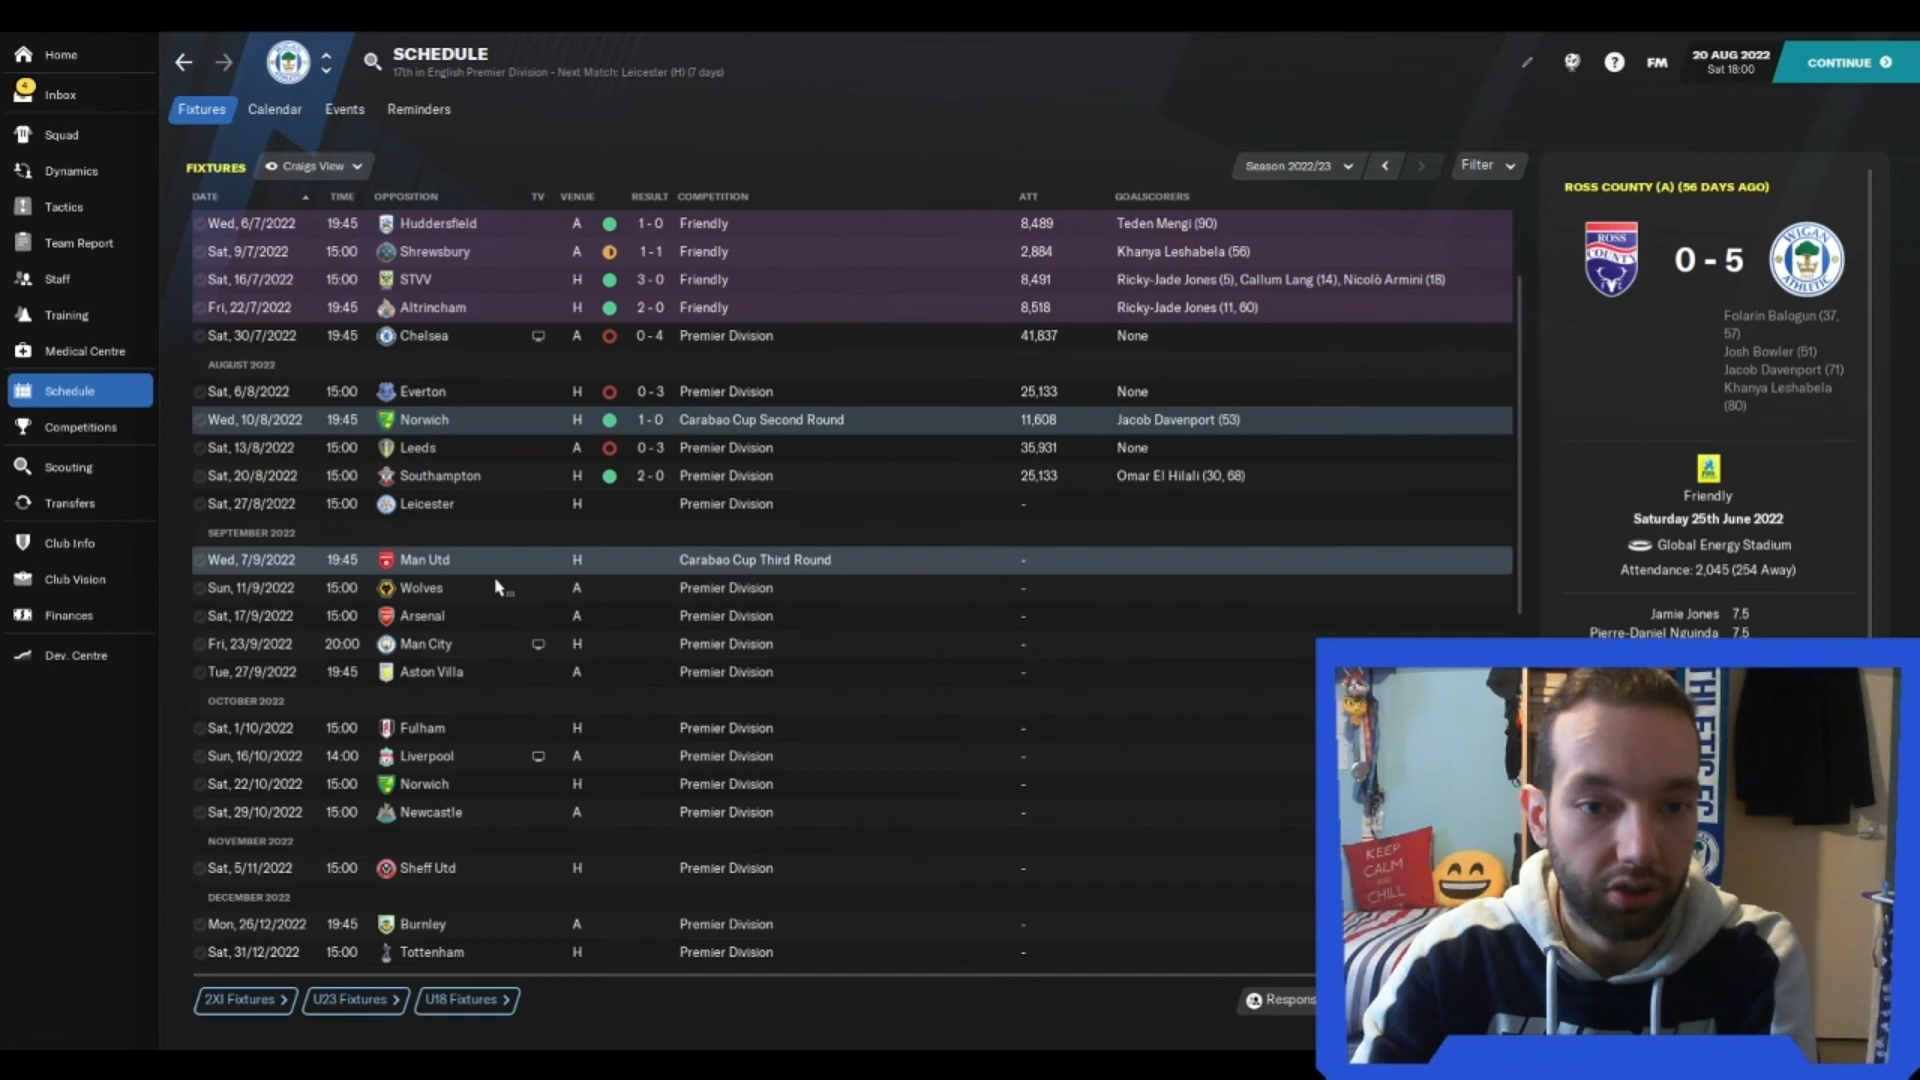 Home
Inbox
4
Squad
Dynamics
Tactics
Team Report
Staff
Training
Medical Centre
Schedule
Competitions
Scouting
Transfers
Club Info
Club Vision
Finances
Dev. Centre
SCHEDULE
17th in English Premier Division - Next Match: Leicester (H) (7 days)
FM
20 AUG 2022
Sat 18:00
CONTINUE
Fixtures Calendar Events Reminders
FIXTURES Craigs View
Season 2022/23 Filter
DATE TIME OPPOSITION TV VENUE RESULT COMPETITION ATT GOALSCORERS
Wed, 6/7/2022 19:45 Huddersfield A 1 - 0 Friendly 8,489 Teden Mengi (90)
Sat, 9/7/2022 15:00 Shrewsbury A 1 - 1 Friendly 2,884 Khanya Leshabela (56)
Sat, 16/7/2022 15:00 STVV H 3 - 0 Friendly 8,491 Ricky-Jade Jones (5), Callum Lang (14), Nicolò Armini (18)
Fri, 22/7/2022 19:45 Altrincham H 2 - 0 Friendly 8,518 Ricky-Jade Jones (11, 60)
Sat, 30/7/2022 19:45 Chelsea A 0 - 4 Premier Division 41,837 None
AUGUST 2022
Sat, 6/8/2022 15:00 Everton H 0 - 3 Premier Division 25,133 None
Wed, 10/8/2022 19:45 Norwich H 1 - 0 Carabao Cup Second Round 11,608 Jacob Davenport (53)
Sat, 13/8/2022 15:00 Leeds A 0 - 3 Premier Division 35,931 None
Sat, 20/8/2022 15:00 Southampton H 2 - 0 Premier Division 25,133 Omar El Hilali (30, 68)
Sat, 27/8/2022 15:00 Leicester H Premier Division -
SEPTEMBER 2022
Wed, 7/9/2022 19:45 Man Utd H Carabao Cup Third Round -
Sun, 11/9/2022 15:00 Wolves A Premier Division -
Sat, 17/9/2022 15:00 Arsenal A Premier Division -
Fri, 23/9/2022 20:00 Man City H Premier Division -
Tue, 27/9/2022 19:45 Aston Villa A Premier Division -
OCTOBER 2022
Sat, 1/10/2022 15:00 Fulham H Premier Division -
Sun, 16/10/2022 14:00 Liverpool A Premier Division -
Sat, 22/10/2022 15:00 Norwich H Premier Division -
Sat, 29/10/2022 15:00 Newcastle A Premier Division -
NOVEMBER 2022
Sat, 5/11/2022 15:00 Sheff Utd H Premier Division -
DECEMBER 2022
Mon, 26/12/2022 19:45 Burnley A Premier Division -
Sat, 31/12/2022 15:00 Tottenham H Premier Division -
2XI Fixtures U23 Fixtures U18 Fixtures
Respons
ROSS COUNTY (A) (56 DAYS AGO)
ROSS COUNTY
0 - 5
WIGAN ATHLETIC
Folarin Balogun (37,
57)
Josh Bowler (51)
Jacob Davenport (71)
Khanya Leshabela
(80)
Friendly
Saturday 25th June 2022
Global Energy Stadium
Attendance: 2,045 (254 Away)
Jamie Jones 7.5
Pierre-Daniel Nguinda 7.5
KEEP
CALM
AND
CHILL
THLETIC FC